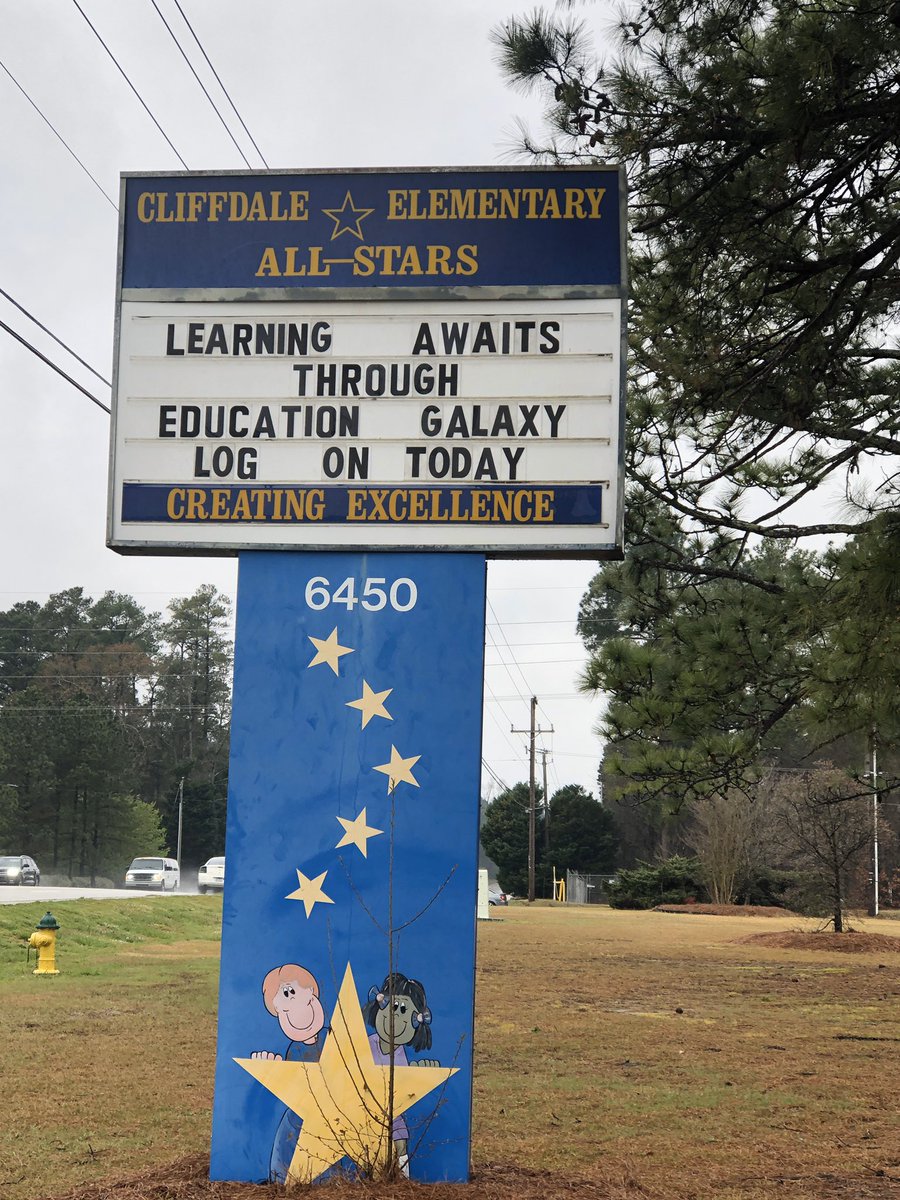 CLIFFDALE ELEMENTARY
ALL-STARS
LEARNING AWAITS
THROUGH
EDUCATION GALAXY
LOG ON TODAY
CREATING EXCELLENCE
6450